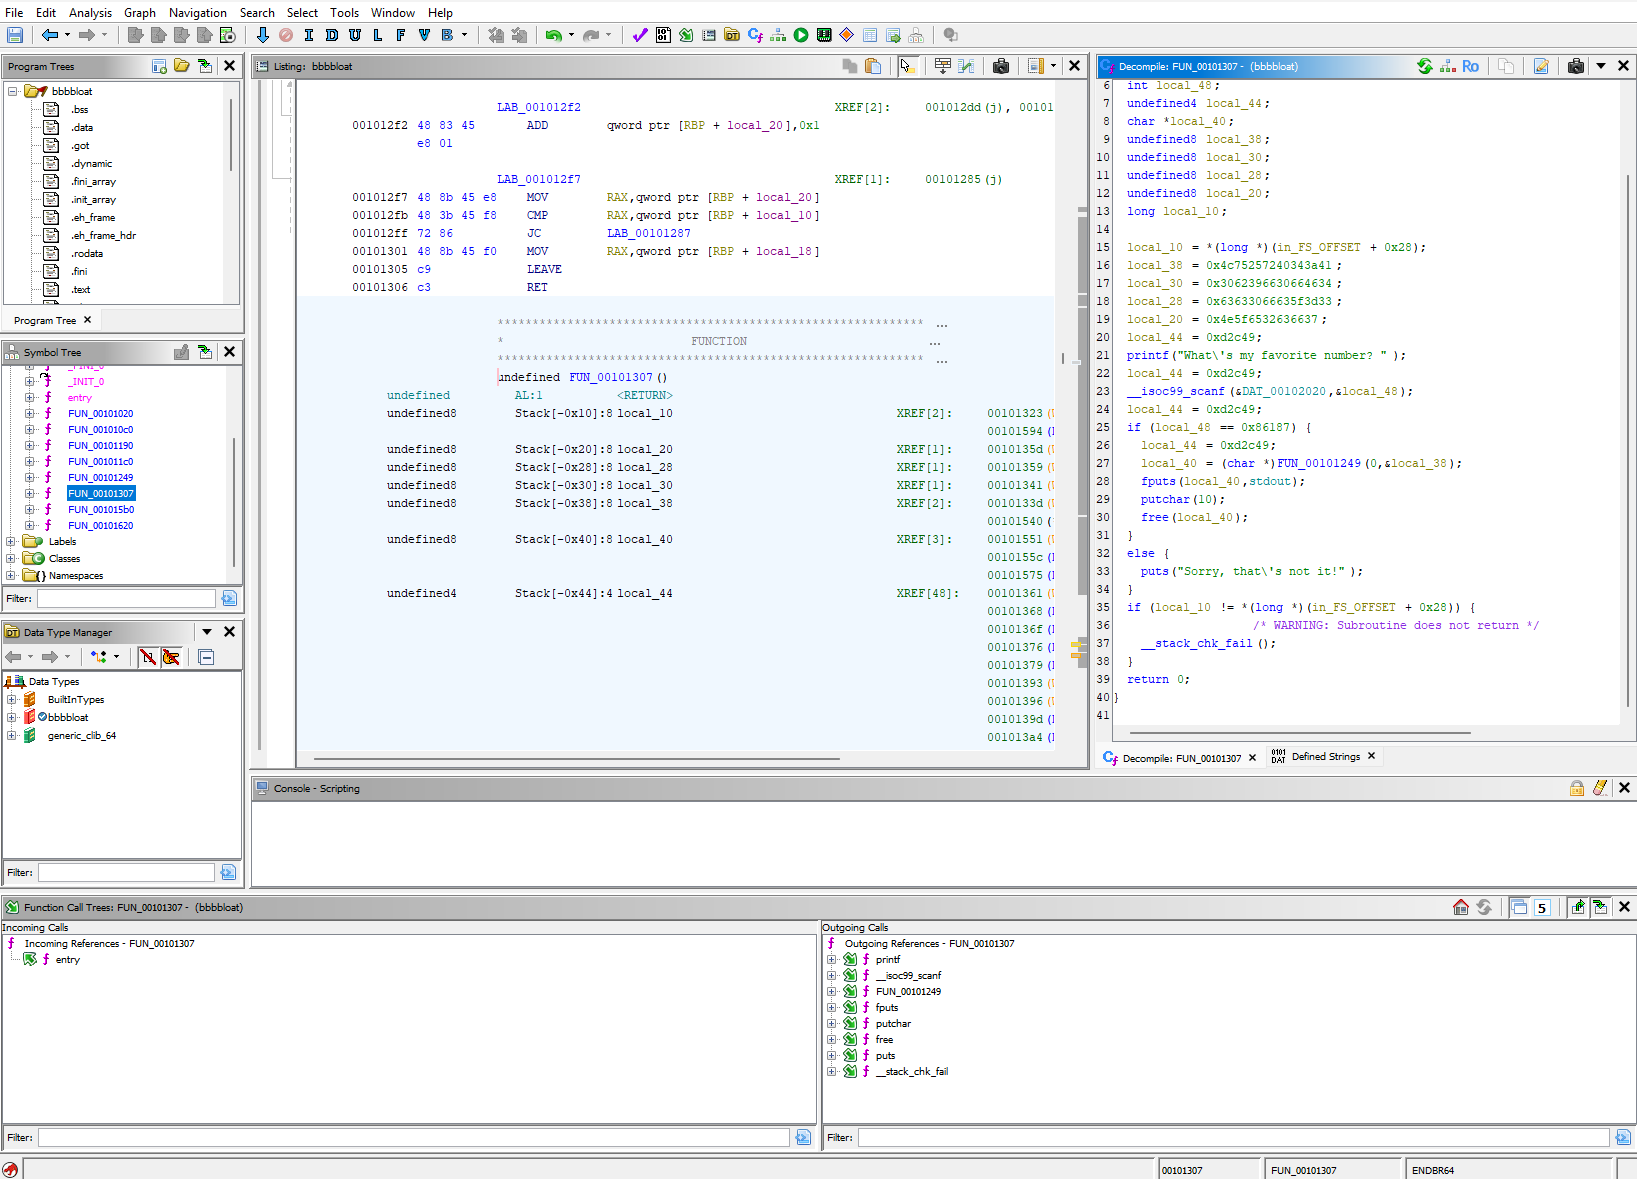 File Edit Analysis Graph Navigation Search Select Tools Window Help
I D U L F V B
Program Trees
bbbbloat
.bss
.data
.got
.dynamic
.fini_array
.init_array
.eh_frame
.eh_frame_hdr
.rodata
.fini
.text
Program Tree
Symbol Tree
_FINI_0
_INIT_0
entry
FUN_00101020
FUN_001010c0
FUN_00101190
FUN_001011c0
FUN_00101249
FUN_00101307
FUN_001015b0
FUN_00101620
Labels
Classes
Namespaces
Filter:
Data Type Manager
Data Types
BuiltInTypes
bbbbloat
generic_clib_64
Filter:
Listing: bbbbloat
LAB_001012f2 XREF[2]: 001012dd(j), 00101
001012f2 48 83 45 ADD qword ptr [RBP + local_20],0x1
e8 01
LAB_001012f7 XREF[1]: 00101285(j)
001012f7 48 8b 45 e8 MOV RAX,qword ptr [RBP + local_20]
001012fb 48 3b 45 f8 CMP RAX,qword ptr [RBP + local_10]
001012ff 72 86 JC LAB_00101287
00101301 48 8b 45 f0 MOV RAX,qword ptr [RBP + local_18]
00101305 c9 LEAVE
00101306 c3 RET
************************************************************* ...
* FUNCTION ...
************************************************************* ...
undefined FUN_00101307()
undefined AL:1 <RETURN>
undefined8 Stack[-0x10]:8 local_10 XREF[2]: 00101323(
00101594(
undefined8 Stack[-0x20]:8 local_20 XREF[1]: 0010135d(
undefined8 Stack[-0x28]:8 local_28 XREF[1]: 00101359(
undefined8 Stack[-0x30]:8 local_30 XREF[1]: 00101341(
undefined8 Stack[-0x38]:8 local_38 XREF[2]: 0010133d(
00101540(
undefined8 Stack[-0x40]:8 local_40 XREF[3]: 00101551(
0010155c(
00101575(
undefined4 Stack[-0x44]:4 local_44 XREF[48]: 00101361(
00101368(
0010136f(
00101376(
00101379(
00101393(
00101396(
0010139d(
001013a4(
Decompile: FUN_00101307 - (bbbbloat)
Ro
6 int local_48;
7 undefined4 local_44;
8 char *local_40;
9 undefined8 local_38;
10 undefined8 local_30;
11 undefined8 local_28;
12 undefined8 local_20;
13 long local_10;
14
15 local_10 = *(long *)(in_FS_OFFSET + 0x28);
16 local_38 = 0x4c75257240343a41;
17 local_30 = 0x3062396630664634;
18 local_28 = 0x63633066635f3d33;
19 local_20 = 0x4e5f6532636637;
20 local_44 = 0xd2c49;
21 printf("What\'s my favorite number? ");
22 local_44 = 0xd2c49;
23 __isoc99_scanf(&DAT_00102020,&local_48);
24 local_44 = 0xd2c49;
25 if (local_48 == 0x86187) {
26 local_44 = 0xd2c49;
27 local_40 = (char *)FUN_00101249(0,&local_38);
28 fputs(local_40,stdout);
29 putchar(10);
30 free(local_40);
31 }
32 else {
33 puts("Sorry, that\'s not it!");
34 }
35 if (local_10 != *(long *)(in_FS_OFFSET + 0x28)) {
36 /* WARNING: Subroutine does not return */
37 __stack_chk_fail();
38 }
39 return 0;
40 }
41
Decompile: FUN_00101307
Defined Strings
Console - Scripting
Function Call Trees: FUN_00101307 - (bbbbloat)
5
Incoming Calls
Incoming References - FUN_00101307
entry
Filter:
Outgoing Calls
Outgoing References - FUN_00101307
printf
__isoc99_scanf
FUN_00101249
fputs
putchar
free
puts
__stack_chk_fail
Filter:
00101307 FUN_00101307 ENDBR64